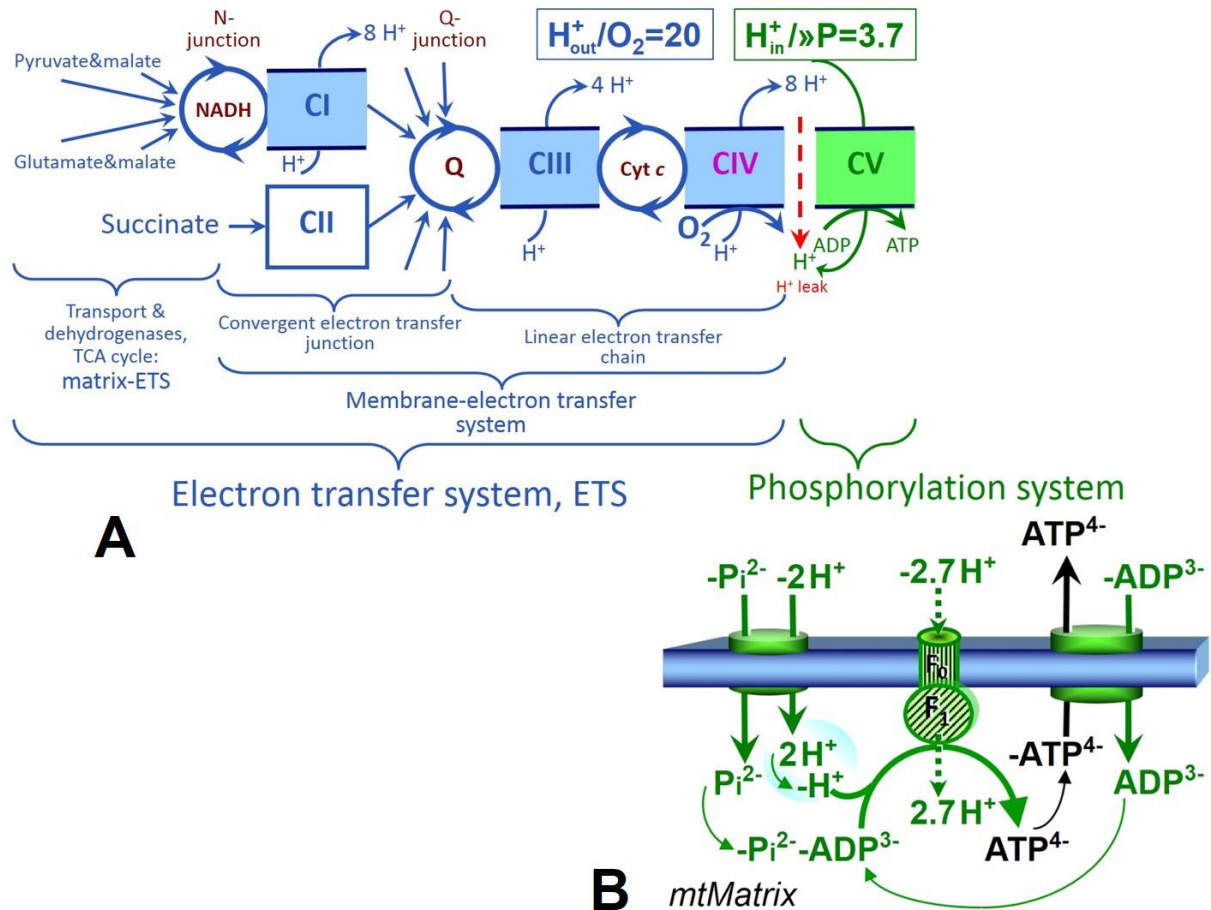 N-
junction
8 H⁺
Q-
junction
H⁺out/O₂=20
H⁺in/»P=3.7
Pyruvate&malate
NADH
CI
4 H⁺
8 H⁺
Glutamate&malate
H⁺
Q
CIII
Cyt c
CIV
CV
Succinate
CII
H⁺
O₂
H⁺
H⁺
ADP
ATP
H⁺ leak
Transport &
dehydrogenases,
TCA cycle:
matrix-ETS
Convergent electron transfer
junction
Linear electron transfer
chain
Membrane-electron transfer
system
Electron transfer system, ETS
Phosphorylation system
A
ATP⁴⁻
-Pi²⁻
-2H⁺
-2.7H⁺
-ADP³⁻
F₀
F₁
2H⁺
-H⁺
Pi²⁻
2.7H⁺
-ATP⁴⁻
ADP³⁻
-Pi²⁻-ADP³⁻
ATP⁴⁻
B
mtMatrix